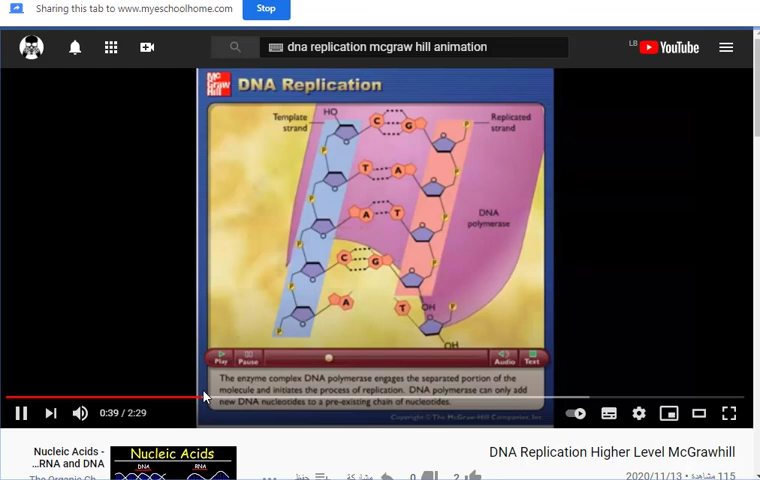 Sharing this tab to www.myeschoolhome.com Stop
LB YouTube
dna replication mcgraw hill animation
Mc Graw Hill DNA Replication
Template strand
HO
Replicated strand
C G
T A
A T
C G
A T
P
P
P
P
P
P
P
P
P
P
DNA polymerase
OH
OH
Play Pause Audio Text
The enzyme complex DNA polymerase engages the separated portion of the
molecule and initiates the process of replication. DNA polymerase can only add
new DNA nucleotides to a pre-existing chain of nucleotides.
Copyright © The McGraw-Hill Companies, Inc.
0:39 / 2:29
Nucleic Acids -
...RNA and DNA
The Organic Ch...
Nucleic Acids
DNA RNA
DNA Replication Higher Level McGrawhill
115 مشاهدة • 2020/11/13
2 0 مشاركة حفظ